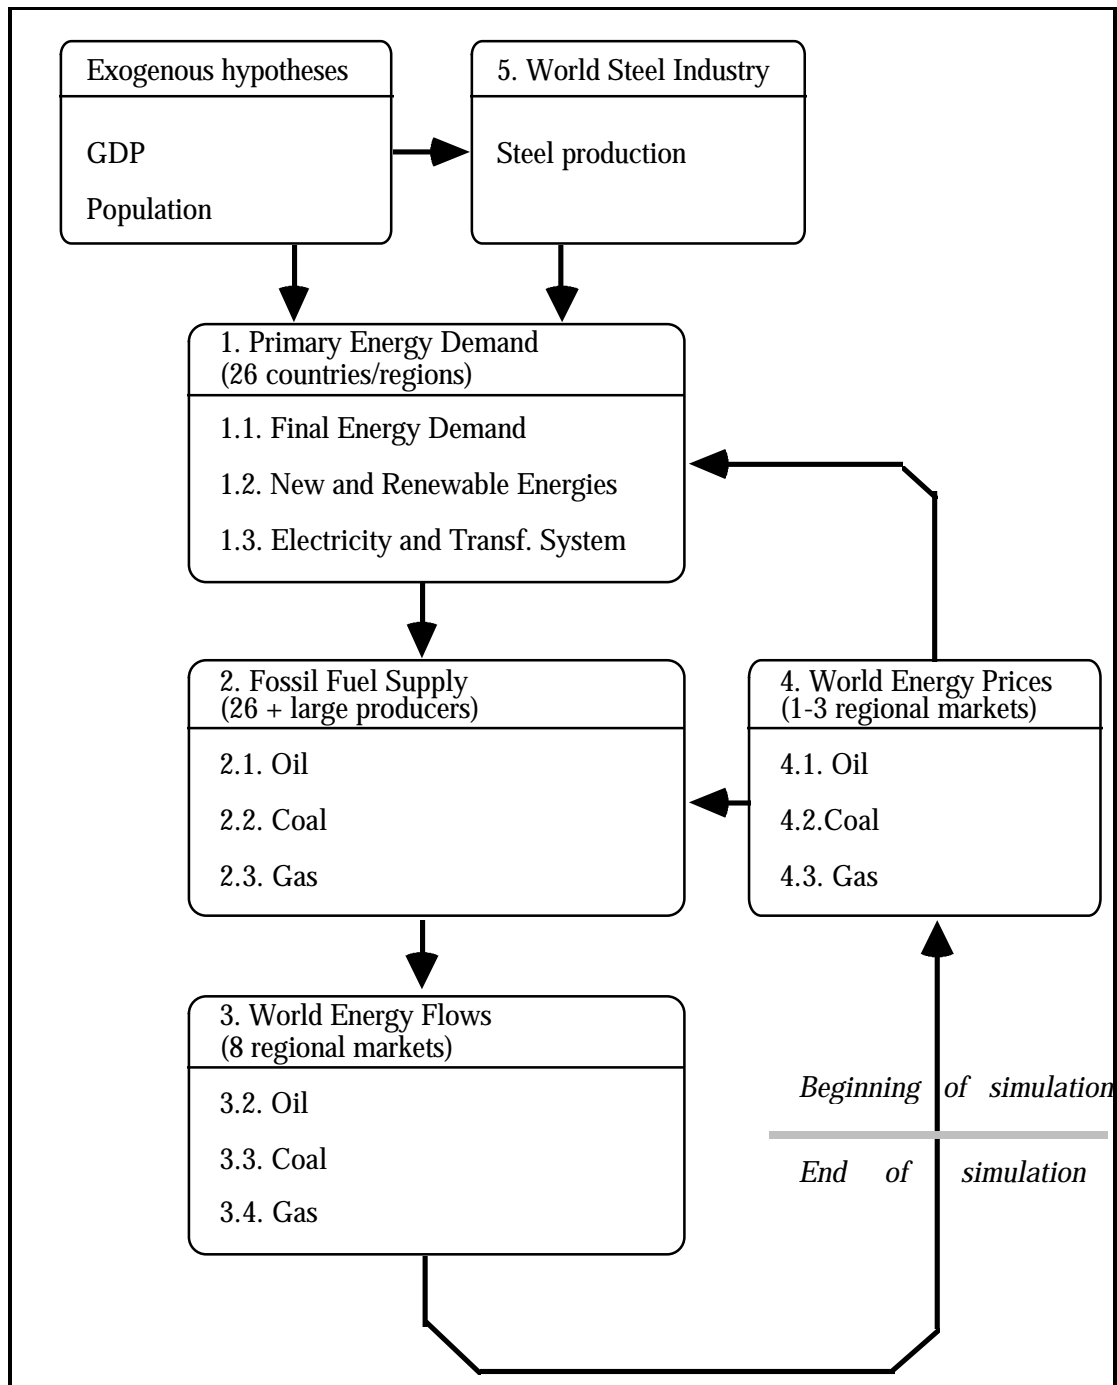 Exogenous hypotheses
GDP
Population
5. World Steel Industry
Steel production
1. Primary Energy Demand
(26 countries/regions)
1.1. Final Energy Demand
1.2. New and Renewable Energies
1.3. Electricity and Transf. System
2. Fossil Fuel Supply
(26 + large producers)
2.1. Oil
2.2. Coal
2.3. Gas
4. World Energy Prices
(1-3 regional markets)
4.1. Oil
4.2.Coal
4.3. Gas
3. World Energy Flows
(8 regional markets)
3.2. Oil
3.3. Coal
3.4. Gas
Beginning of simulation
End of simulation